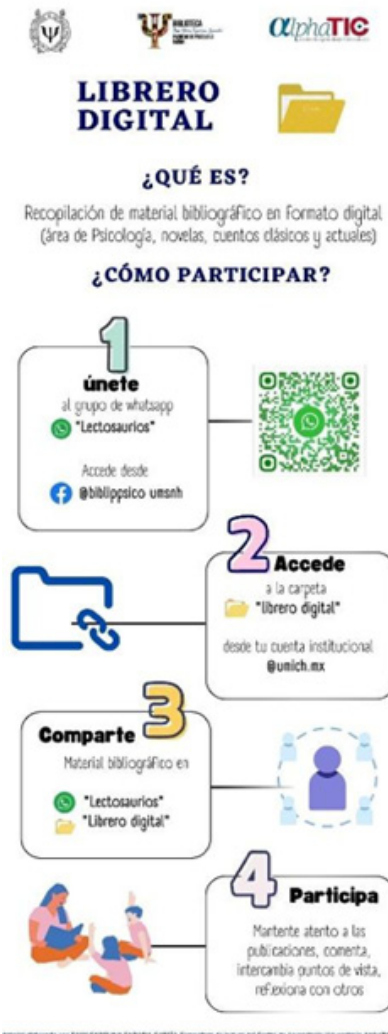 BIBLIOTECA
αlphaTIC
LIBRERO
DIGITAL
¿QUÉ ES?
Recopilación de material bibliográfico en formato digital
(área de Psicología, novelas, cuentos clásicos y actuales)
¿CÓMO PARTICIPAR?
1
únete
al grupo de whatsapp
"Lectosaurios"
Accede desde
@biblippsico umsnh
2
Accede
a la carpeta
"librero digital"
desde tu cuenta institucional
@umich.mx
3
Comparte
Material bibliográfico en
"Lectosaurios"
"Librero digital"
4
Participa
Mantente atento a las
publicaciones, comenta,
intercambia puntos de vista,
reflexiona con otros